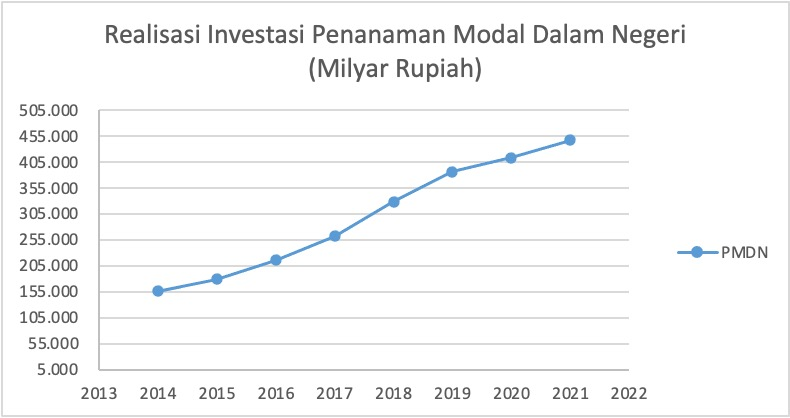 Realisasi Investasi Penanaman Modal Dalam Negeri
(Milyar Rupiah)
505.000
455.000
405.000
355.000
305.000
255.000
205.000
155.000
105.000
55.000
5.000
2013 2014 2015 2016 2017 2018 2019 2020 2021 2022
PMDN